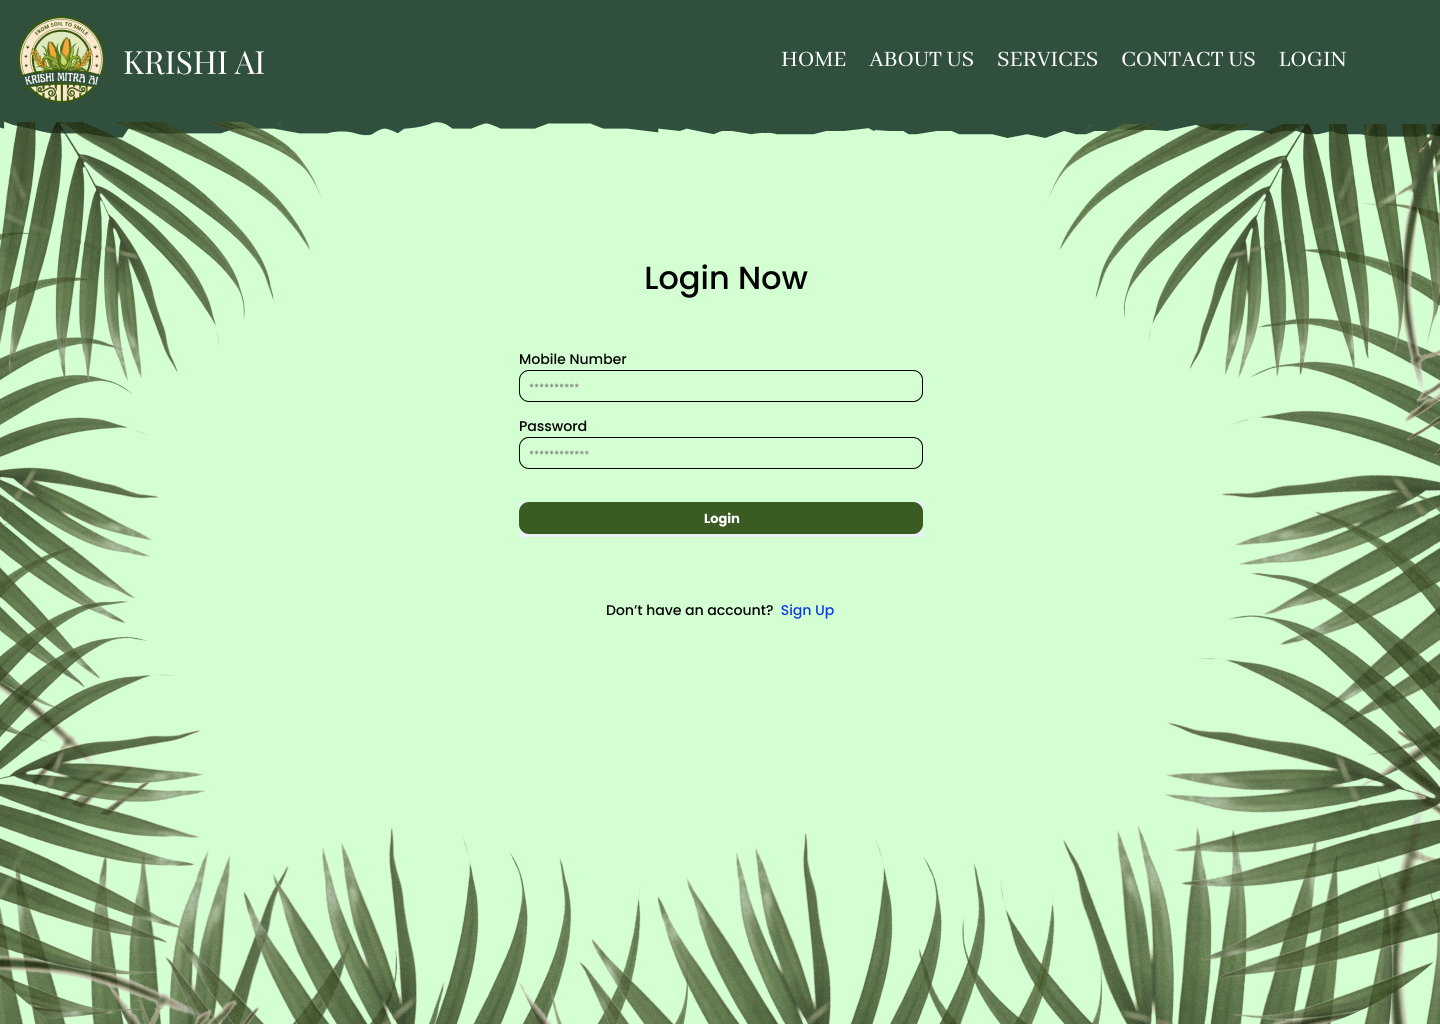 FROM SOIL TO SMILE
KRISHI MITRA AI
KRISHI AI
HOME ABOUT US SERVICES CONTACT US LOGIN
Login Now
Mobile Number
**********
Password
************
Login
Don’t have an account? Sign Up